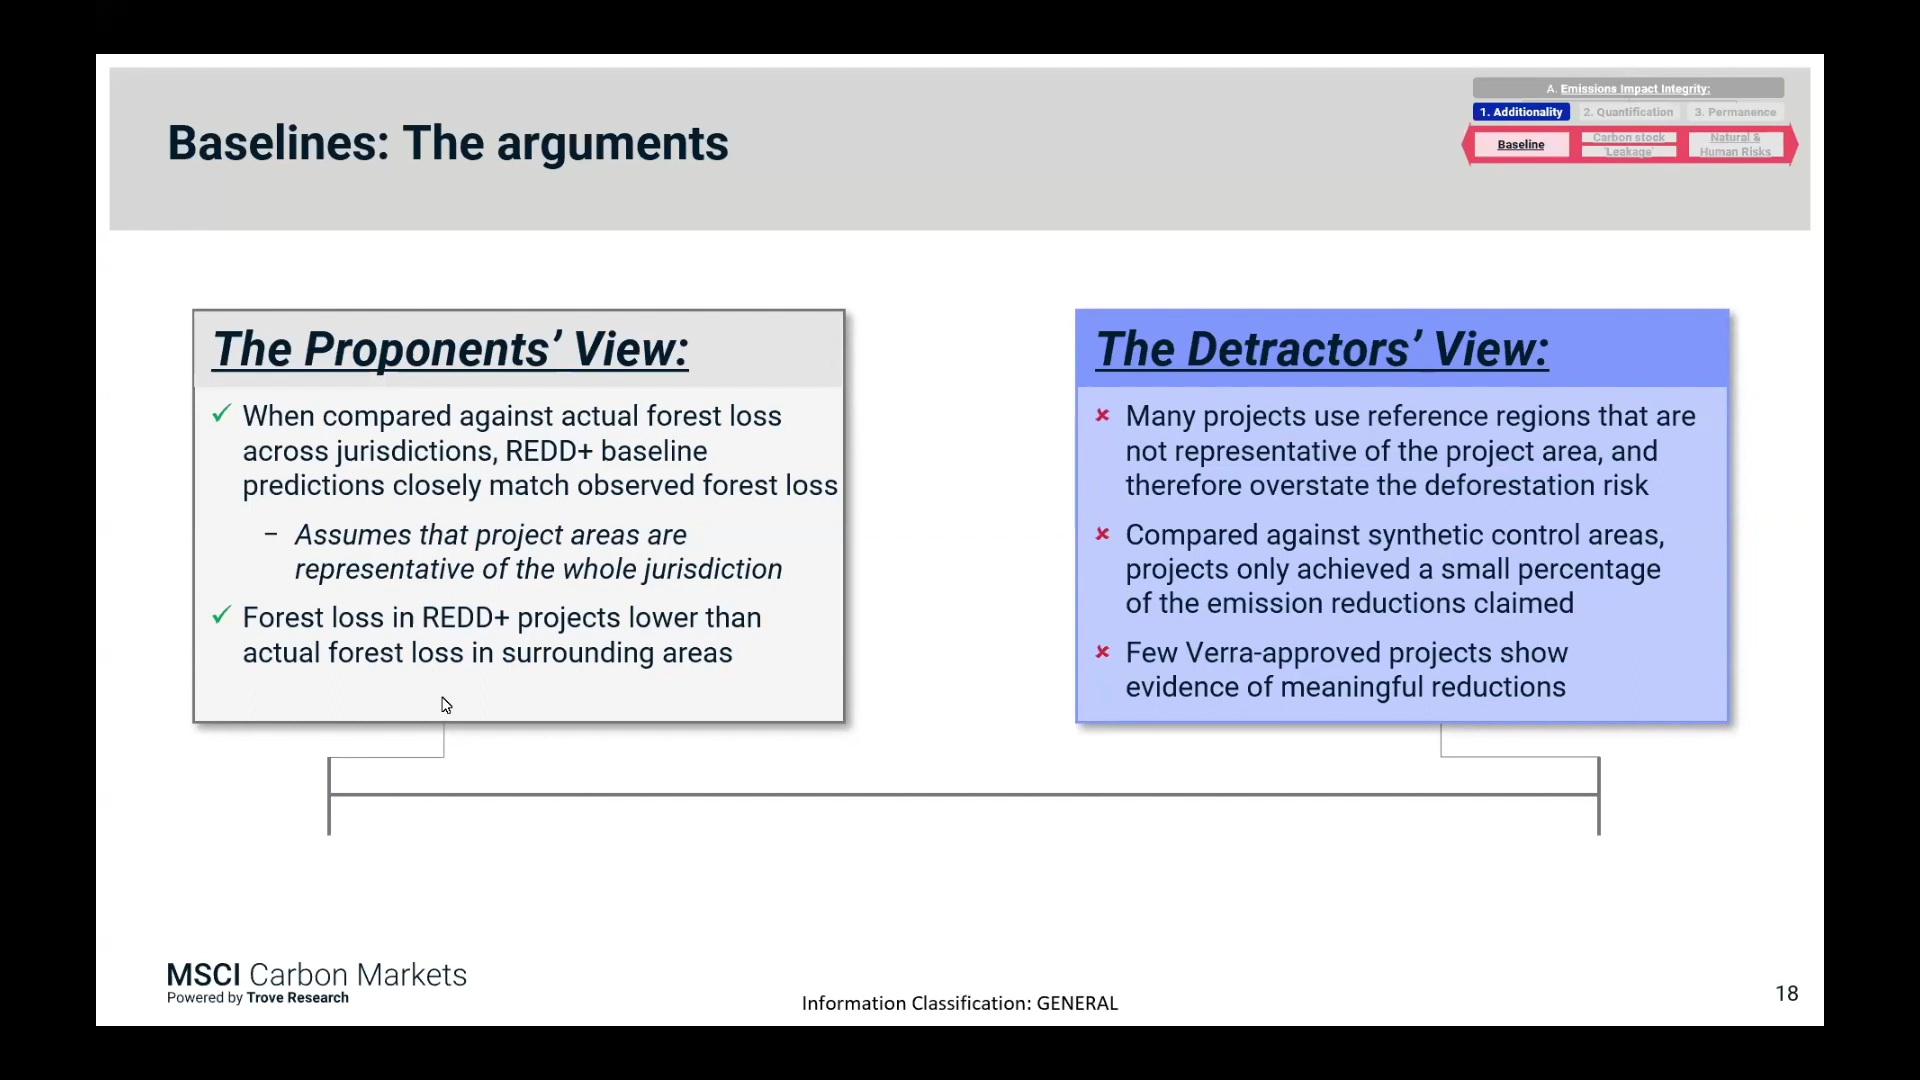 Baselines: The arguments
A. Emissions Impact Integrity:
1. Additionality 2. Quantification 3. Permanence
Baseline
Carbon stock
'Leakage'
Natural &
Human Risks
The Proponents’ View:
✓ When compared against actual forest loss
across jurisdictions, REDD+ baseline
predictions closely match observed forest loss
– Assumes that project areas are
representative of the whole jurisdiction
✓ Forest loss in REDD+ projects lower than
actual forest loss in surrounding areas
The Detractors’ View:
× Many projects use reference regions that are
not representative of the project area, and
therefore overstate the deforestation risk
× Compared against synthetic control areas,
projects only achieved a small percentage
of the emission reductions claimed
× Few Verra-approved projects show
evidence of meaningful reductions
MSCI Carbon Markets
Powered by Trove Research
Information Classification: GENERAL
18